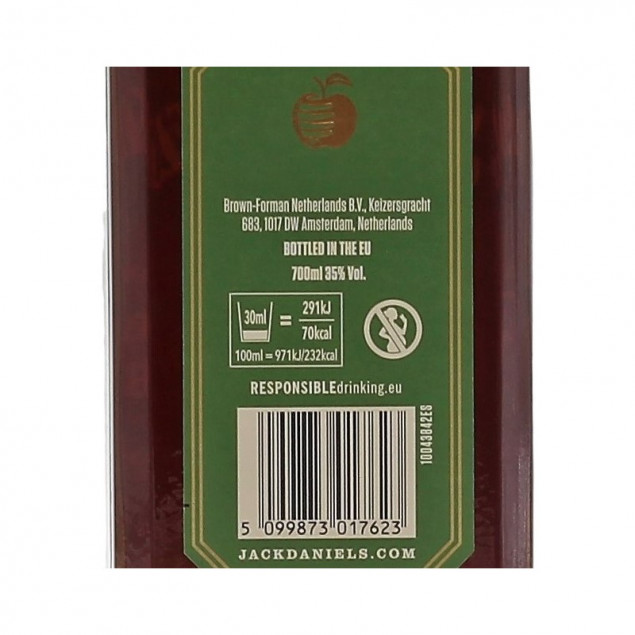 Brown-Forman Netherlands B.V., Keizersgracht
683, 1017 DW Amsterdam, Netherlands
BOTTLED IN THE EU
700ml 35% Vol.
30ml = 291kJ
70kcal
100ml = 971kJ/232kcal
RESPONSIBLEdrinking.eu
10043842ES
5 099873 017623
JACKDANIELS.COM